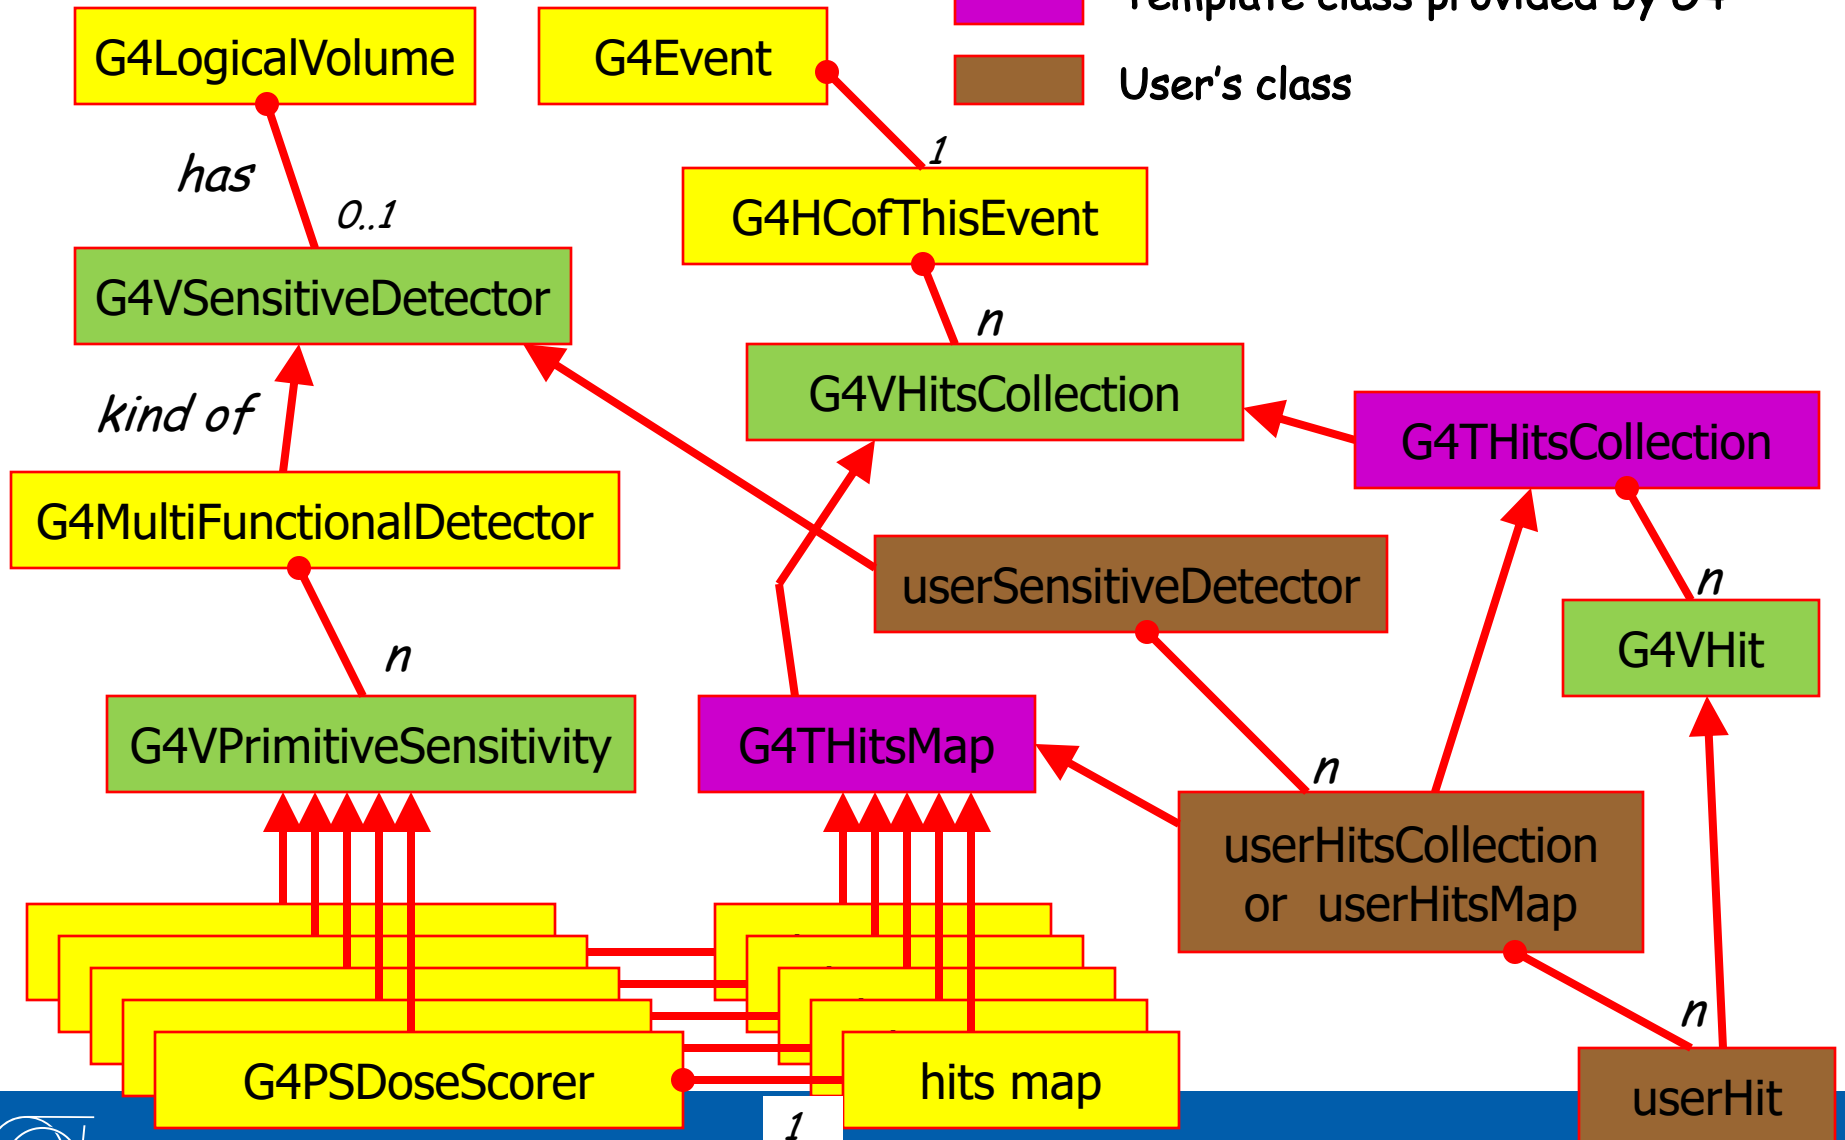 Template class provided by G4
G4LogicalVolume
G4Event
User's class
has
1
0..1
G4HCofThisEvent
G4VSensitiveDetector
n
G4VHitsCollection
kind of
G4THitsCollection
G4MultiFunctionalDetector
userSensitiveDetector
n
G4VHit
n
G4VPrimitiveSensitivity
G4THitsMap
n
userHitsCollection
or userHitsMap
n
G4PSDoseScorer
hits map
userHit
1